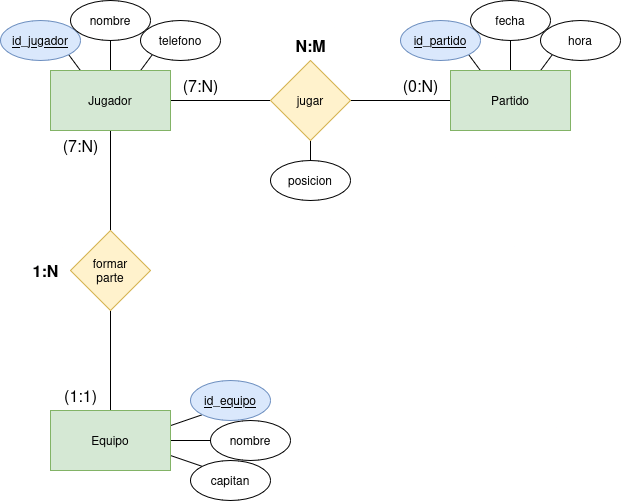 nombre
id_jugador
telefono
fecha
id_partido
hora
N:M
Jugador
(7:N)
jugar
(0:N)
Partido
(7:N)
posicion
formar
parte
1:N
(1:1)
id_equipo
Equipo
nombre
capitan